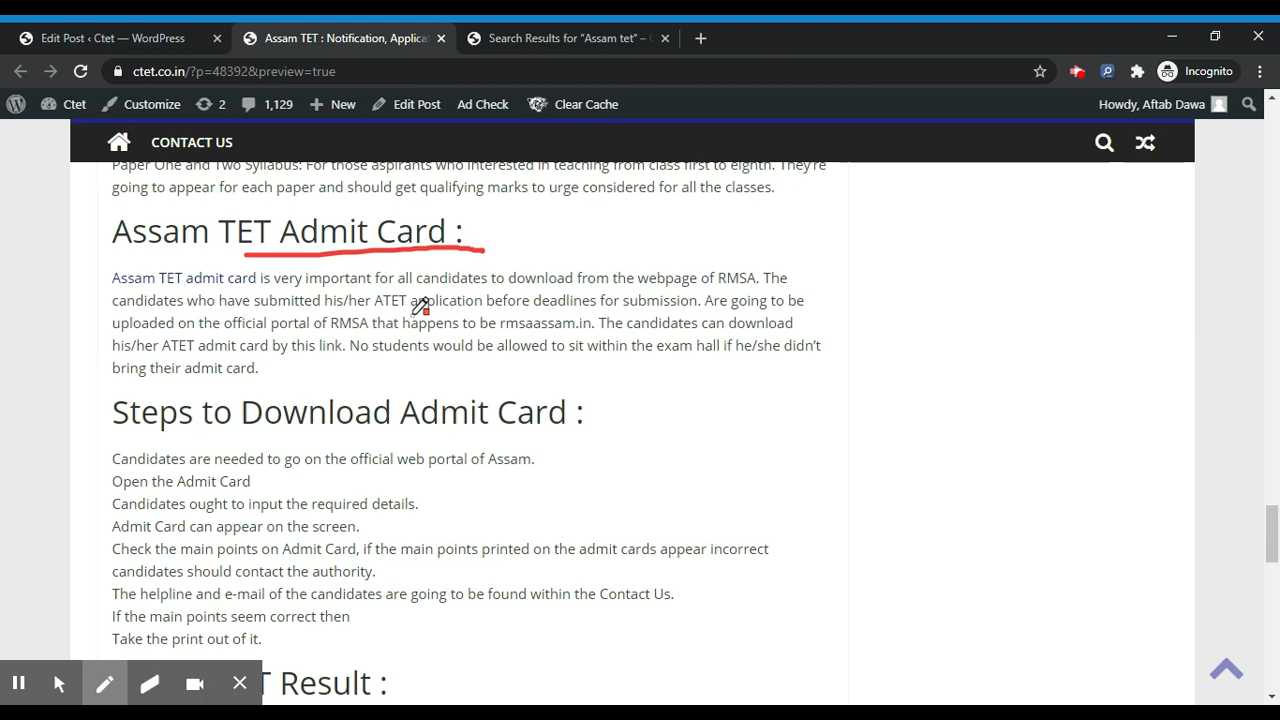 Edit Post ‹ Ctet — WordPress
Assam TET : Notification, Applica
Search Results for “Assam tet” –
ctet.co.in/?p=48392&preview=true
Incognito
Ctet Customize 2 1,129 New Edit Post Ad Check Clear Cache Howdy, Aftab Dawa
CONTACT US
Paper One and Two Syllabus: For those aspirants who interested in teaching from class first to eighth. They’re
going to appear for each paper and should get qualifying marks to urge considered for all the classes.
Assam TET Admit Card :
Assam TET admit card is very important for all candidates to download from the webpage of RMSA. The
candidates who have submitted his/her ATET application before deadlines for submission. Are going to be
uploaded on the official portal of RMSA that happens to be rmsaassam.in. The candidates can download
his/her ATET admit card by this link. No students would be allowed to sit within the exam hall if he/she didn’t
bring their admit card.
Steps to Download Admit Card :
Candidates are needed to go on the official web portal of Assam.
Open the Admit Card
Candidates ought to input the required details.
Admit Card can appear on the screen.
Check the main points on Admit Card, if the main points printed on the admit cards appear incorrect
candidates should contact the authority.
The helpline and e-mail of the candidates are going to be found within the Contact Us.
If the main points seem correct then
Take the print out of it.
T Result :